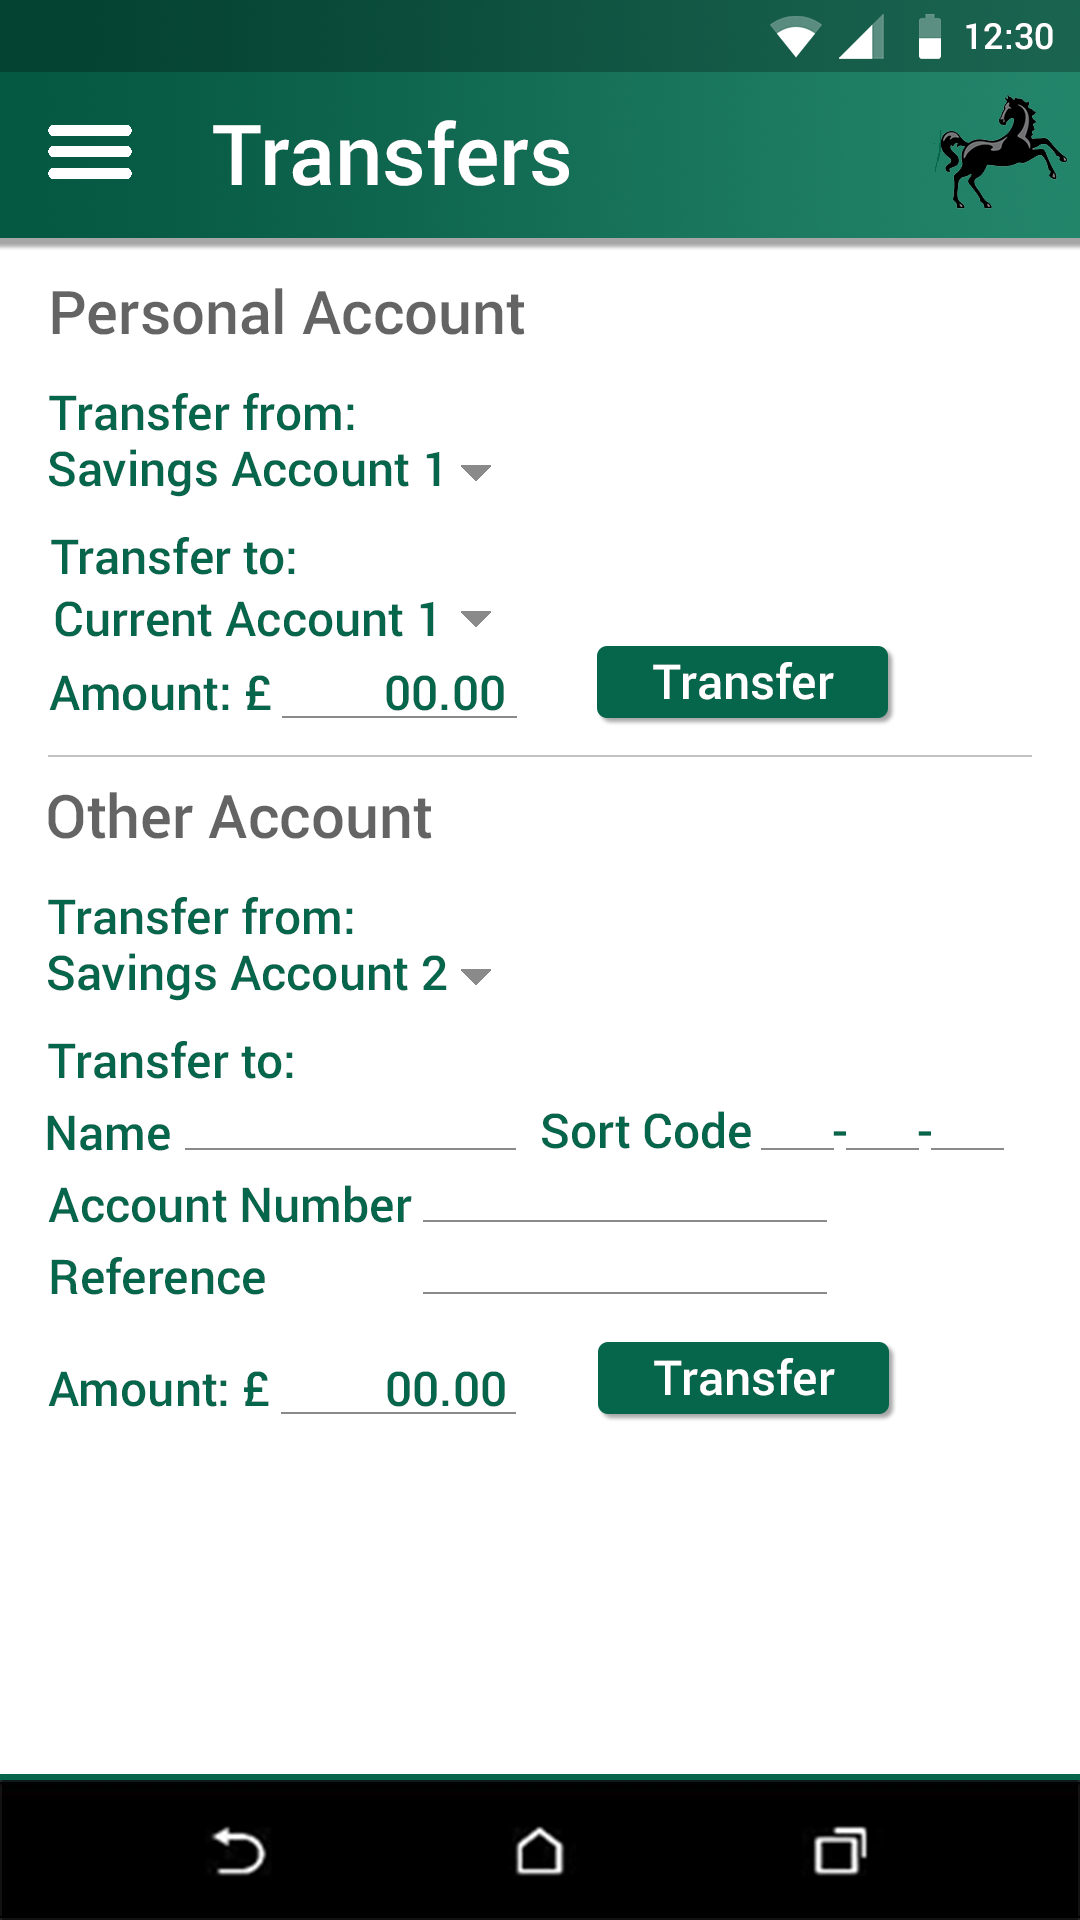 12:30
Transfers
Personal Account
Transfer from:
Savings Account 1
Transfer to:
Current Account 1
Amount: £ 00.00 Transfer
Other Account
Transfer from:
Savings Account 2
Transfer to:
Name Sort Code - -
Account Number
Reference
Amount: £ 00.00 Transfer